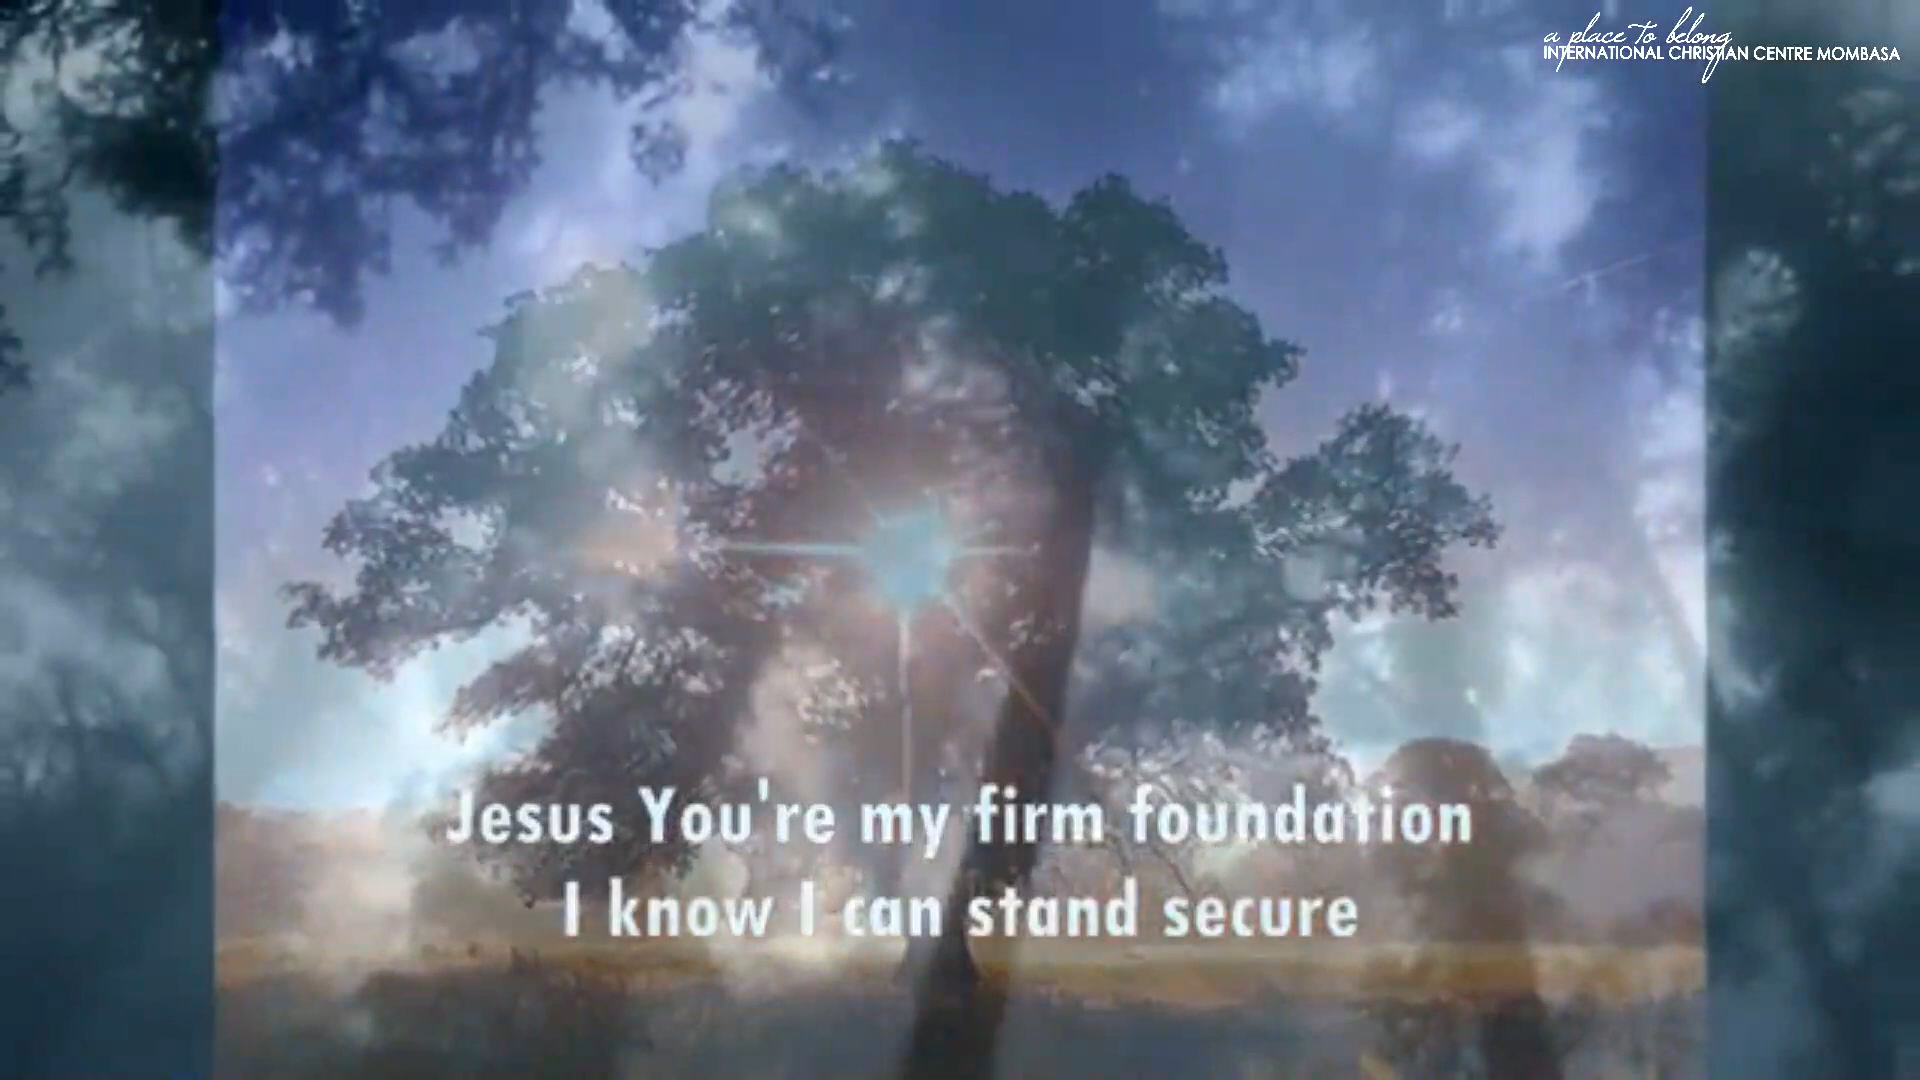 a place to belong
INTERNATIONAL CHRISTIAN CENTRE MOMBASA
Jesus You're my firm foundation
I know I can stand secure